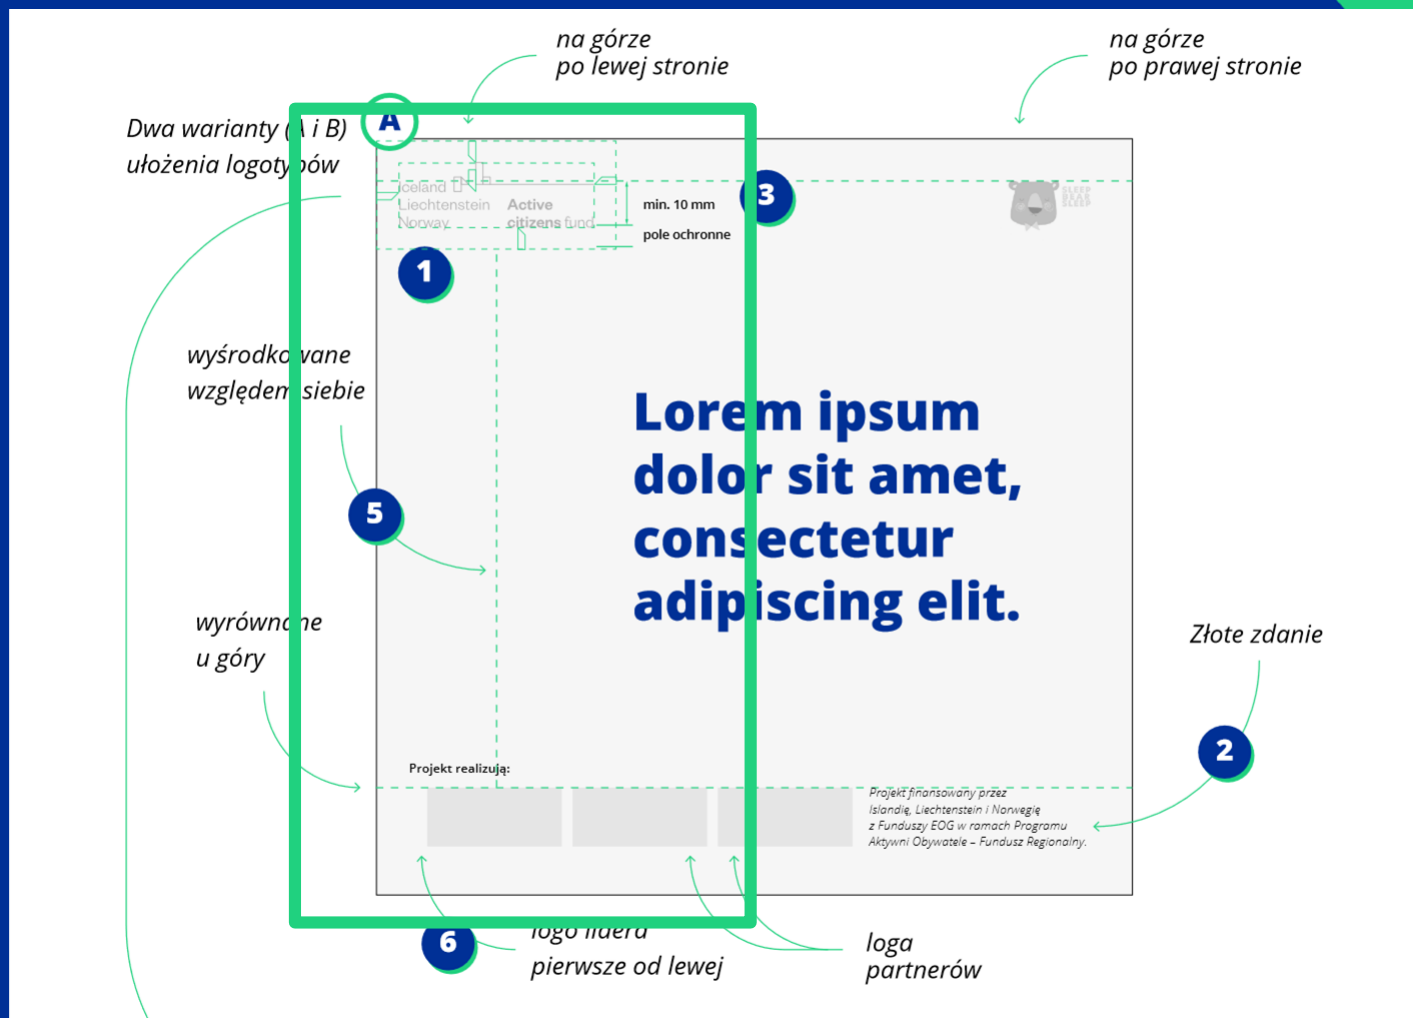 na górze
po lewej stronie
na górze
po prawej stronie
Dwa warianty (A i B)
ułożenia logotypów
A
Iceland
Liechtenstein
Norway
Active
citizens fund
min. 10 mm
pole ochronne
3
SLEEP
BEAR
SLEEP
1
wyśrodkowane
względem siebie
5
Lorem ipsum
dolor sit amet,
consectetur
adipiscing elit.
wyrównane
u góry
Złote zdanie
2
Projekt realizują:
Projekt finansowany przez
Islandię, Liechtenstein i Norwegię
z Funduszy EOG w ramach Programu
Aktywni Obywatele – Fundusz Regionalny.
6
logo lidera
pierwsze od lewej
loga
partnerów